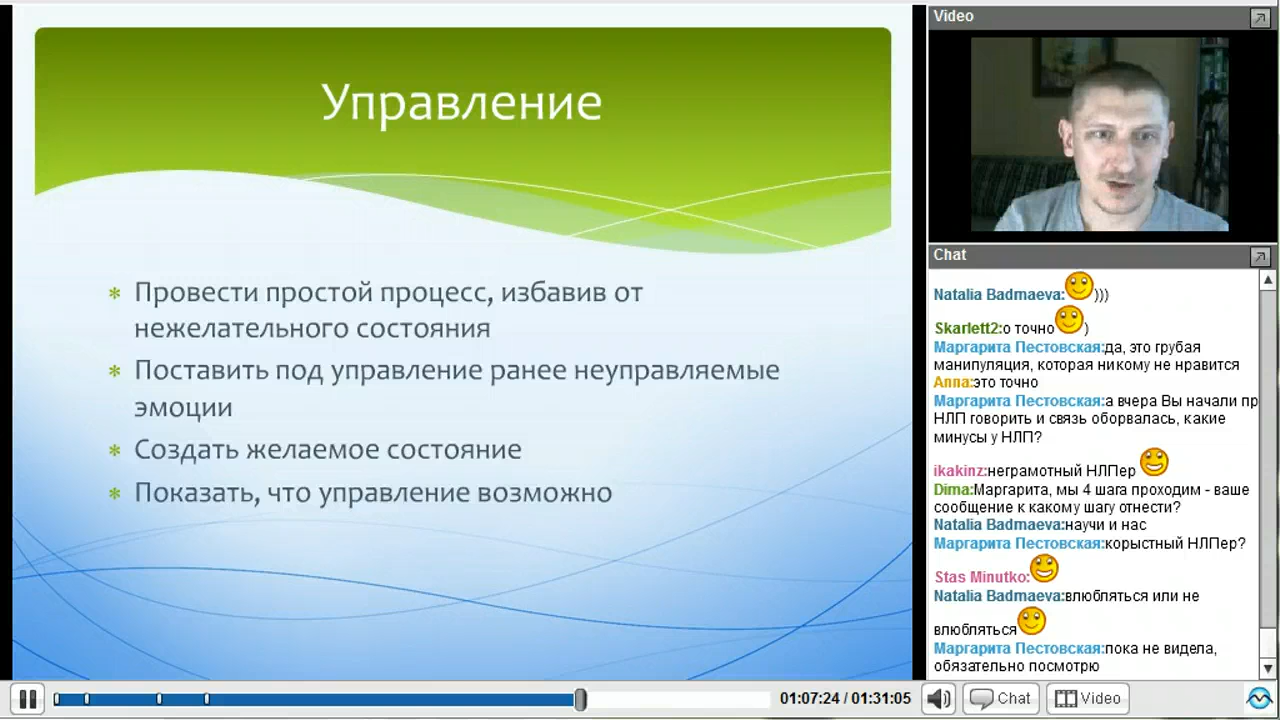 Управление
Провести простой процесс, избавив от
нежелательного состояния
Поставить под управление ранее неуправляемые
эмоции
Создать желаемое состояние
Показать, что управление возможно
Video
Chat
Natalia Badmaeva:)))
Skarlett2:о точно)
Маргарита Пестовская:да, это грубая
манипуляция, которая никому не нравится
Anna:это точно
Маргарита Пестовская:а вчера Вы начали пр
НЛП говорить и связь оборвалась, какие
минусы у НЛП?
ikakinz:неграмотный НЛПер
Dima:Маргарита, мы 4 шага проходим - ваше
сообщение к какому шагу отнести?
Natalia Badmaeva:научи и нас
Маргарита Пестовская:корыстный НЛПер?
Stas Minutko:
Natalia Badmaeva:влюбляться или не
влюбляться
Маргарита Пестовская:пока не видела,
обязательно посмотрю
01:07:24 / 01:31:05
Chat
Video